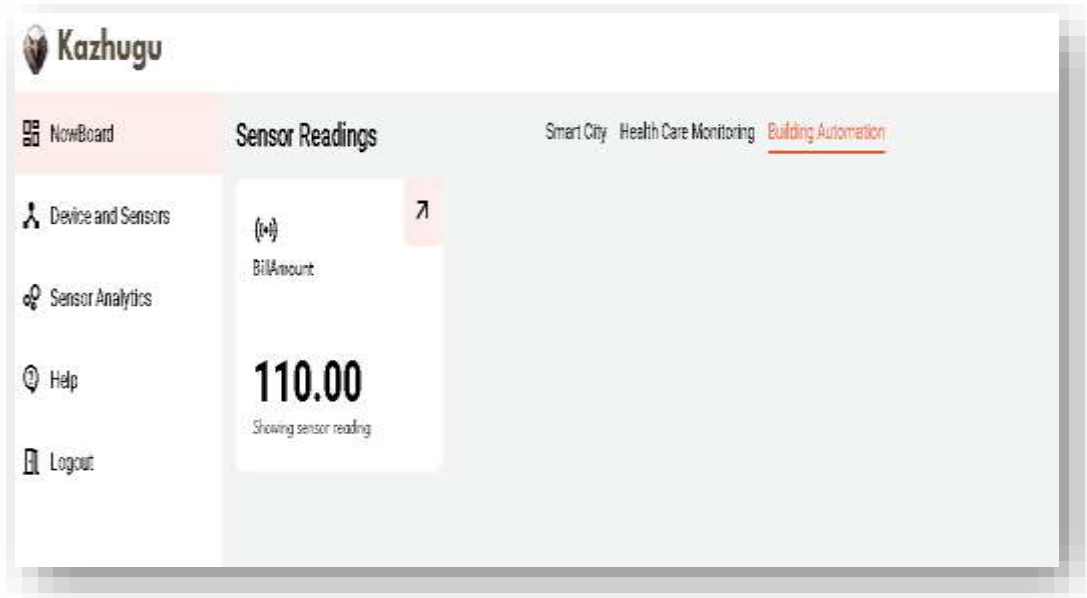 Kazhugu
NowBoard
Device and Sensors
Sensor Analytics
Help
Logout
Sensor Readings
Smart City Health Care Monitoring Building Automation
BillAmount
110.00
Showing sensor reading